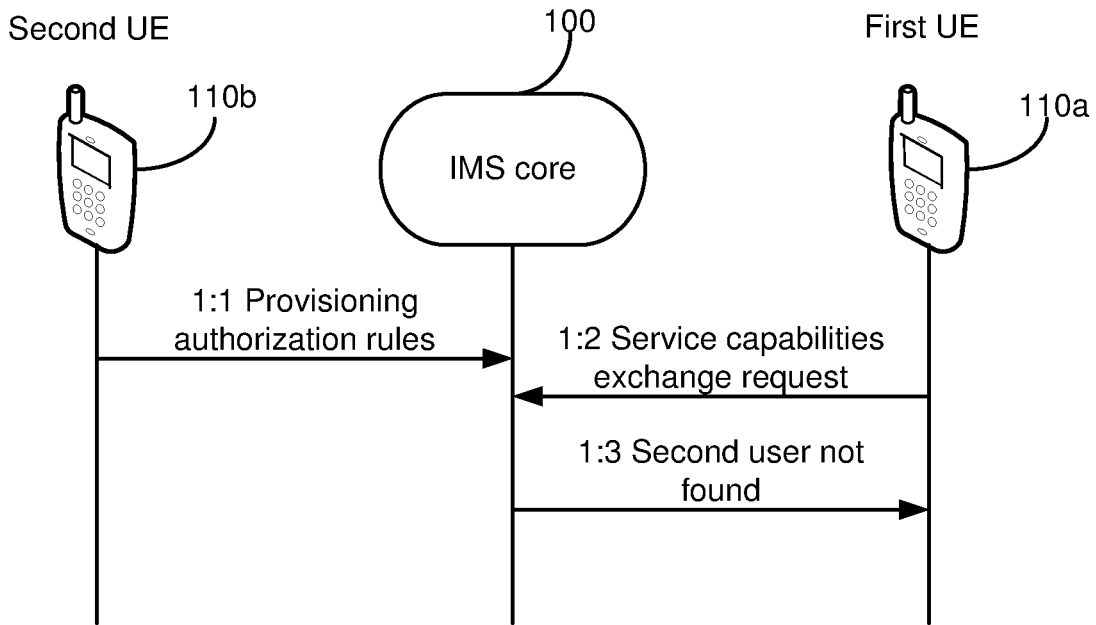 Second UE
100
First UE
110b
110a
IMS core
1:1 Provisioning
authorization rules
1:2 Service capabilities
exchange request
1:3 Second user not
found